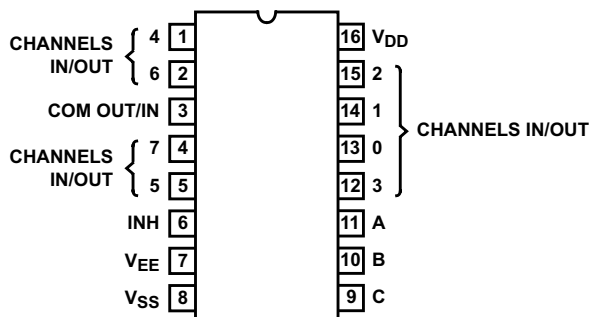 CHANNELS
IN/OUT
4 1
6 2
COM OUT/IN 3
CHANNELS
IN/OUT
7 4
5 5
INH 6
VEE 7
VSS 8
16 VDD
15 2
14 1
13 0
12 3
CHANNELS IN/OUT
11 A
10 B
9 C